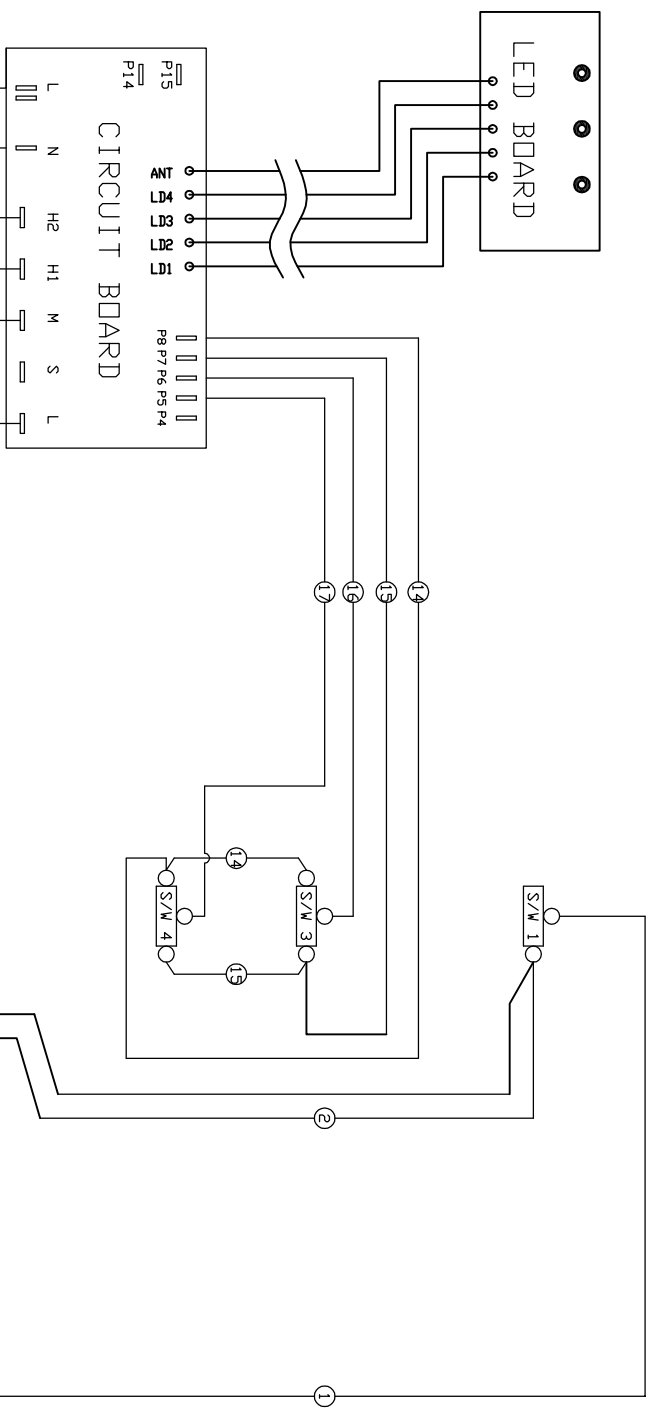 LED BOARD
P15
P14
CIRCUIT BOARD
L
N
H2
H1
M
S
L
ANT
LD4
LD3
LD2
LD1
P8
P7
P6
P5
P4
17
16
15
14
14
15
S/W 4
S/W 3
S/W 1
2
1